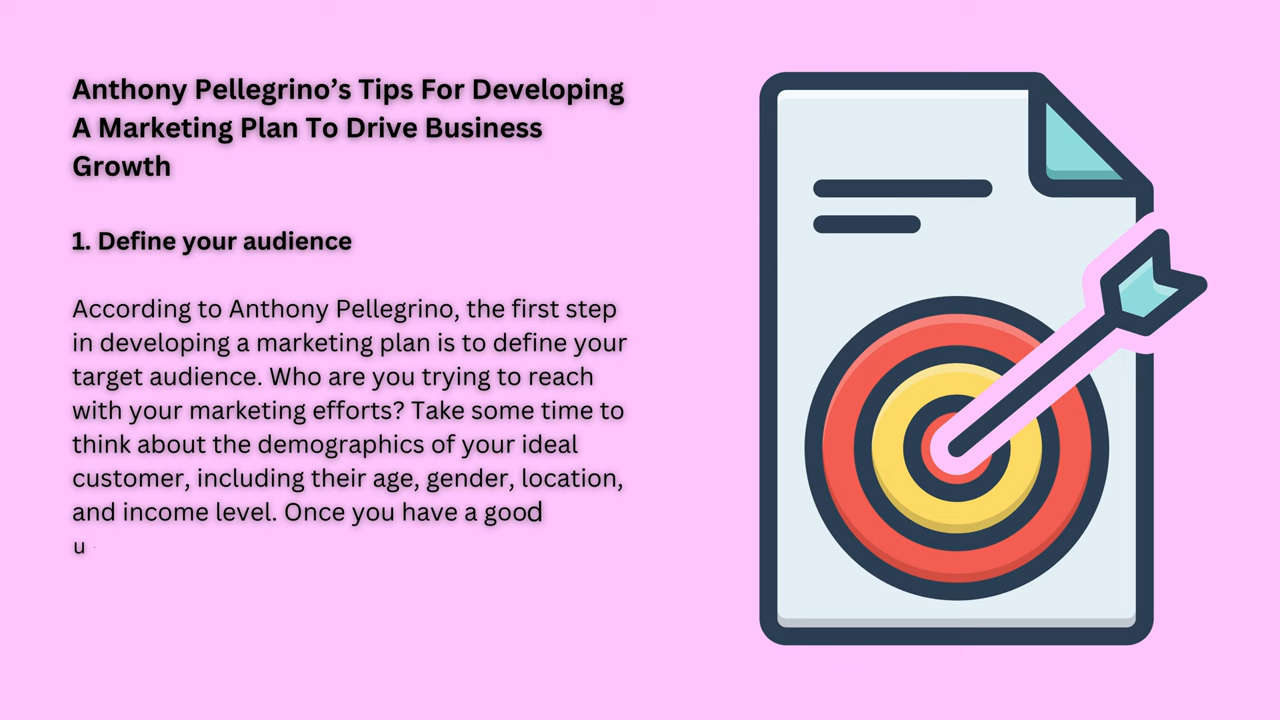 Anthony Pellegrino’s Tips For Developing
A Marketing Plan To Drive Business
Growth
1. Define your audience
According to Anthony Pellegrino, the first step
in developing a marketing plan is to define your
target audience. Who are you trying to reach
with your marketing efforts? Take some time to
think about the demographics of your ideal
customer, including their age, gender, location,
and income level. Once you have a good
u